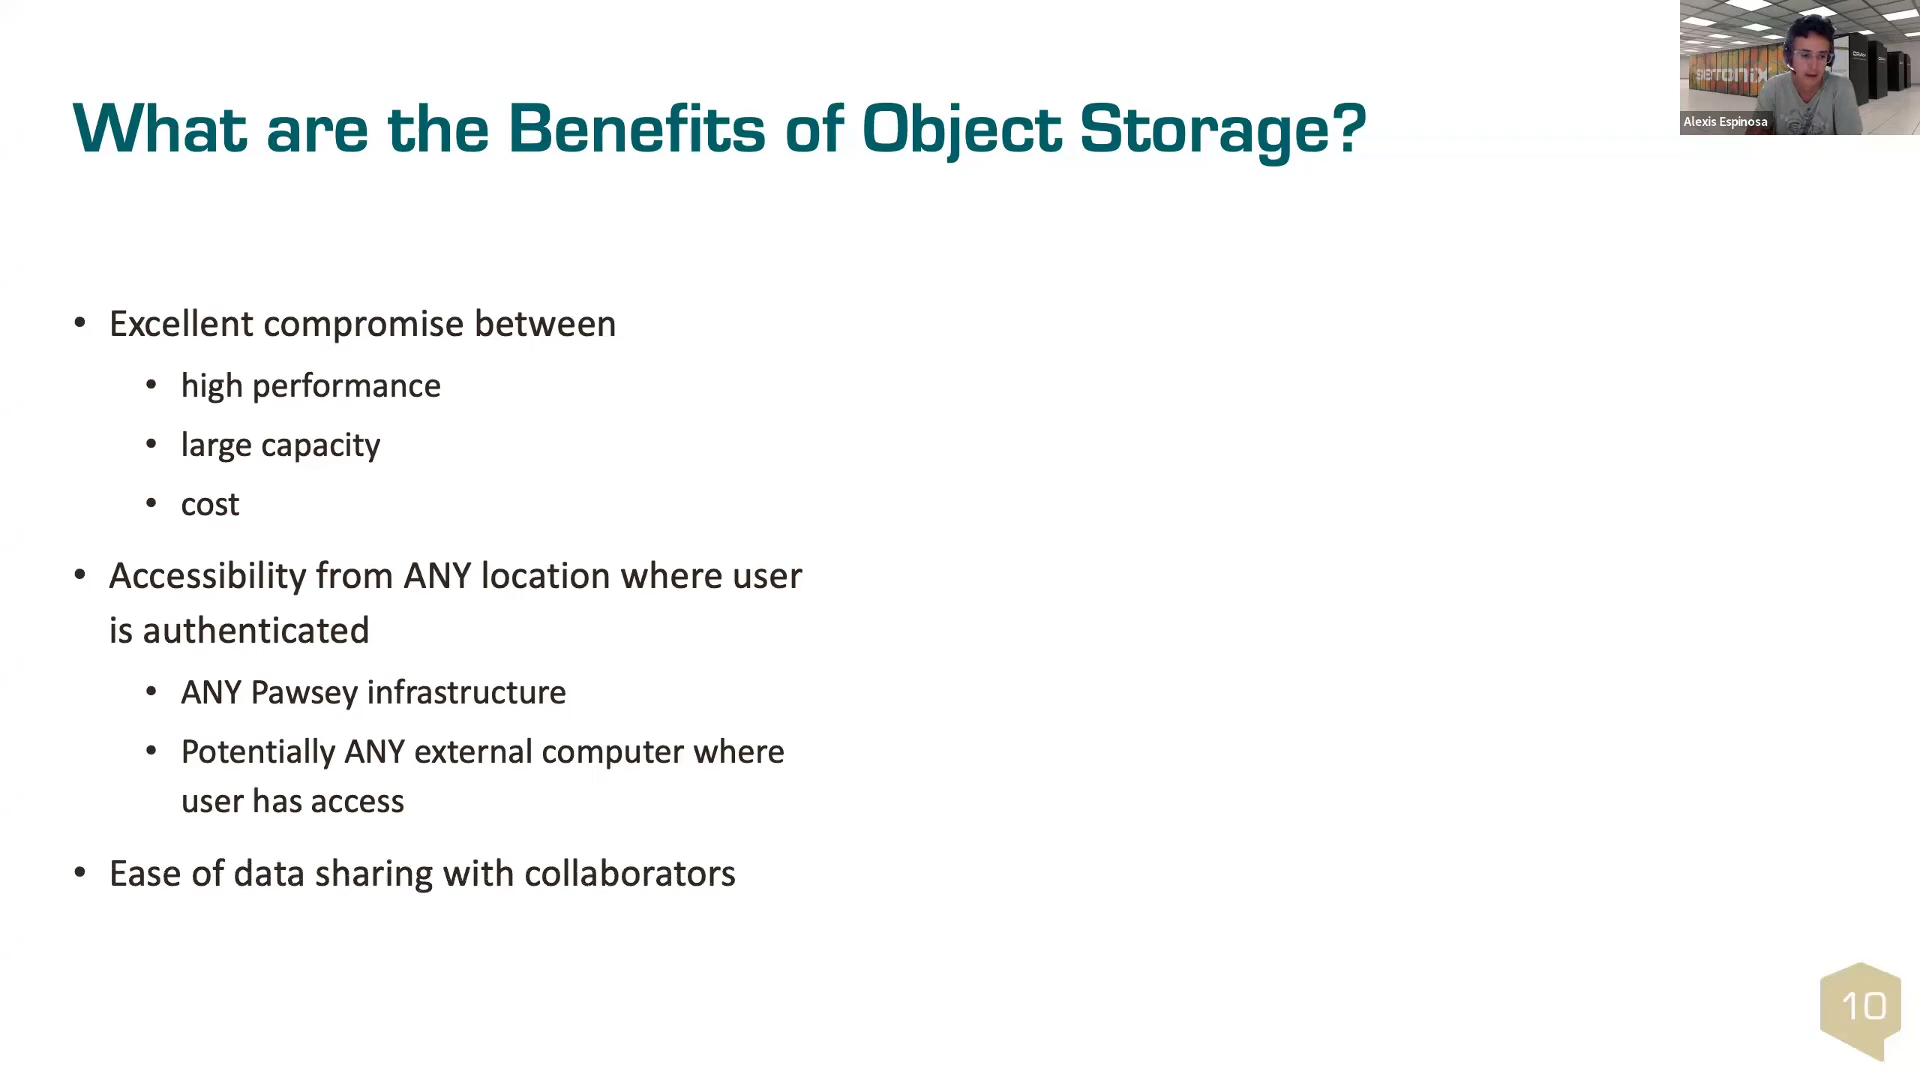 What are the Benefits of Object Storage?
setonix
Alexis Espinosa
• Excellent compromise between
• high performance
• large capacity
• cost
• Accessibility from ANY location where user
is authenticated
• ANY Pawsey infrastructure
• Potentially ANY external computer where
user has access
• Ease of data sharing with collaborators
10